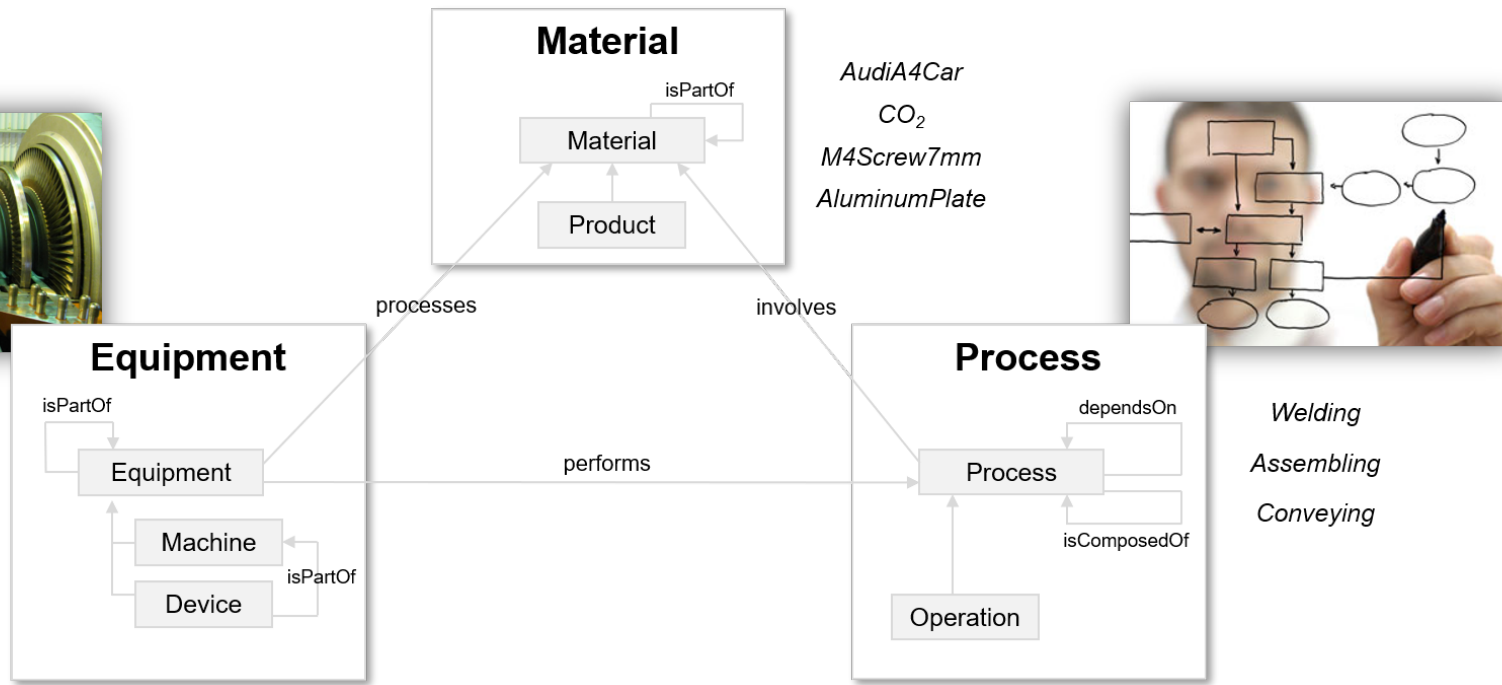 Material
isPartOf
Material
Product
AudiA4Car
CO₂
M4Screw7mm
AluminumPlate
processes
involves
Equipment
isPartOf
Equipment
Machine
isPartOf
Device
performs
Process
dependsOn
Process
isComposedOf
Operation
Welding
Assembling
Conveying